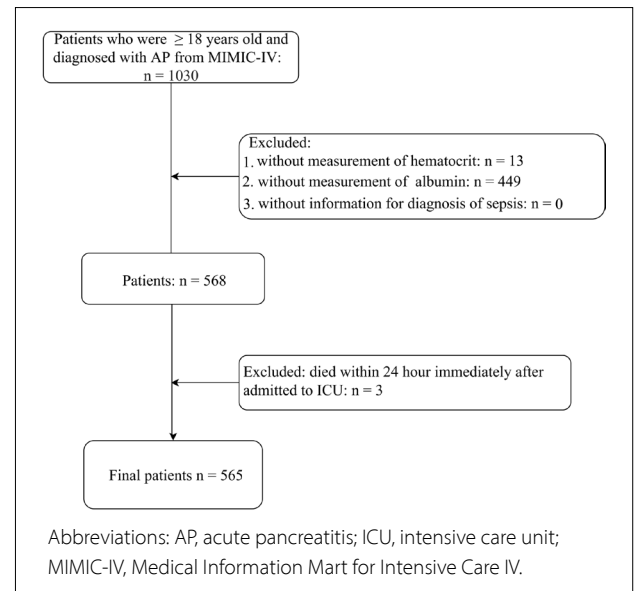 Patients who were ≥ 18 years old and
diagnosed with AP from MIMIC-IV:
n = 1030
Excluded:
1. without measurement of hematocrit: n = 13
2. without measurement of albumin: n = 449
3. without information for diagnosis of sepsis: n = 0
Patients: n = 568
Excluded: died within 24 hour immediately after
admitted to ICU: n = 3
Final patients n = 565
Abbreviations: AP, acute pancreatitis; ICU, intensive care unit;
MIMIC-IV, Medical Information Mart for Intensive Care IV.